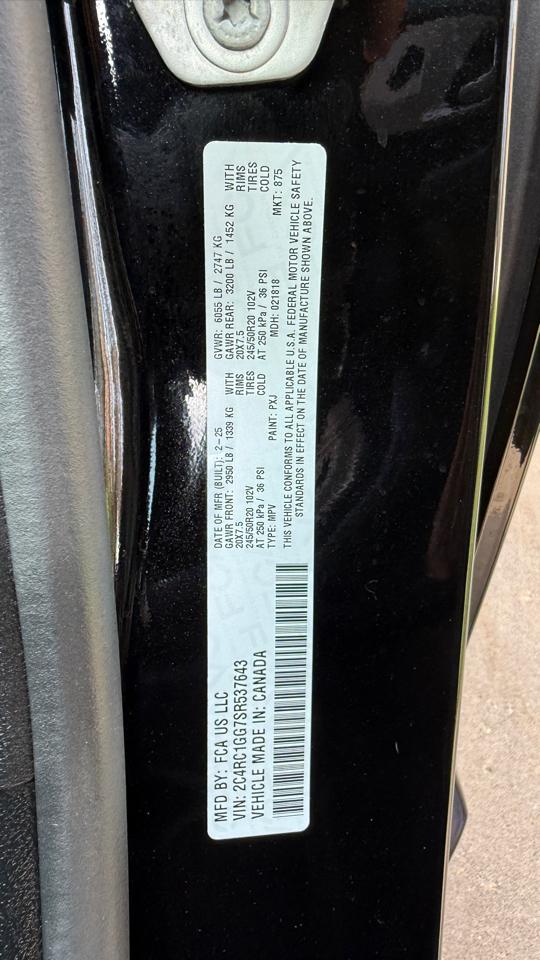 MFD BY: FCA US LLC
VIN: 2C4RC1GG7SR537643
VEHICLE MADE IN: CANADA
DATE OF MFR (BUILT): 2-25
GVWR: 6055 LB / 2747 KG
GAWR FRONT: 2950 LB / 1339 KG WITH
20X7.5 RIMS
245/50R20 102V TIRES
AT 250 kPa / 36 PSI COLD
GAWR REAR: 3200 LB / 1452 KG WITH
20X7.5 RIMS
245/50R20 102V TIRES
AT 250 kPa / 36 PSI COLD
TYPE: MPV PAINT: PXJ MDH: 021818 MKT: 875
THIS VEHICLE CONFORMS TO ALL APPLICABLE U.S.A. FEDERAL MOTOR VEHICLE SAFETY
STANDARDS IN EFFECT ON THE DATE OF MANUFACTURE SHOWN ABOVE.